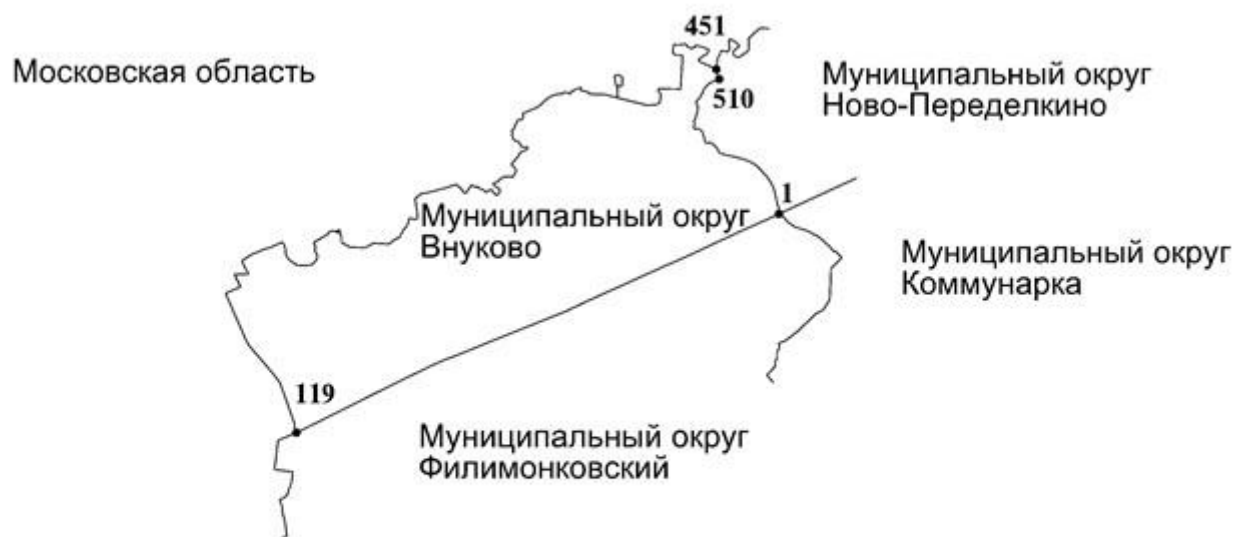 451
Московская область
Муниципальный округ
Ново-Переделкино
510
1
Муниципальный округ
Внуково
Муниципальный округ
Коммунарка
119
Муниципальный округ
Филимонковский